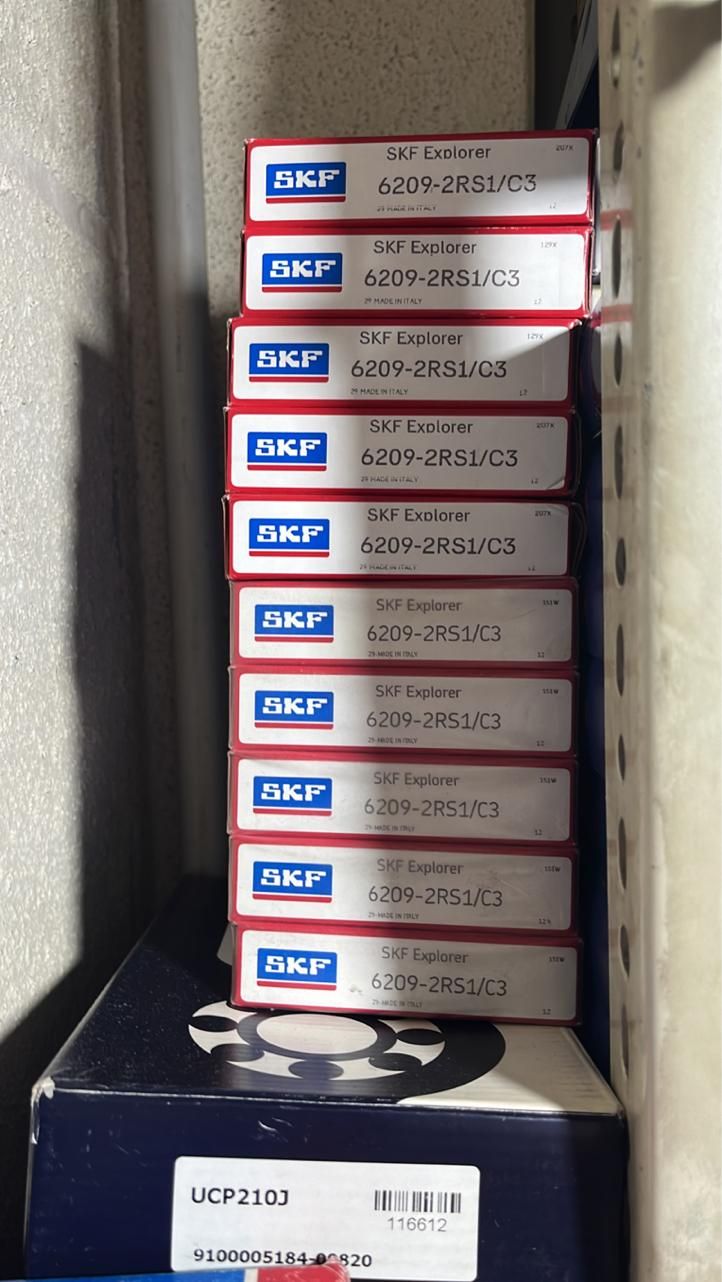 SKF
SKF Explorer
207X
6209-2RS1/C3
29 MADE IN ITALY
12
SKF
SKF Explorer
129X
6209-2RS1/C3
29 MADE IN ITALY
12
SKF
SKF Explorer
129X
6209-2RS1/C3
29 MADE IN ITALY
12
SKF
SKF Explorer
207X
6209-2RS1/C3
29 MADE IN ITALY
12
SKF
SKF Explorer
207X
6209-2RS1/C3
29 MADE IN ITALY
12
SKF
SKF Explorer
151W
6209-2RS1/C3
29-MADE IN ITALY
12
SKF
SKF Explorer
151W
6209-2RS1/C3
29-MADE IN ITALY
12
SKF
SKF Explorer
151W
6209-2RS1/C3
29-MADE IN ITALY
12
SKF
SKF Explorer
6209-2RS1/C3
29-MADE IN ITALY
SKF
SKF Explorer
6209-2RS1/C3
29-MADE IN ITALY
12
UCP210J
116612